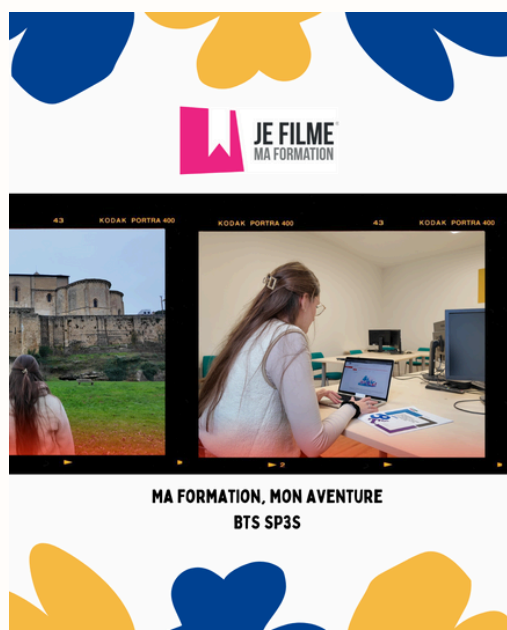 JE FILME®
MA FORMATION
43 KODAK PORTRA 400 KODAK PORTRA 400 43 KODAK PORTRA 400
2
MA FORMATION, MON AVENTURE
BTS SP3S